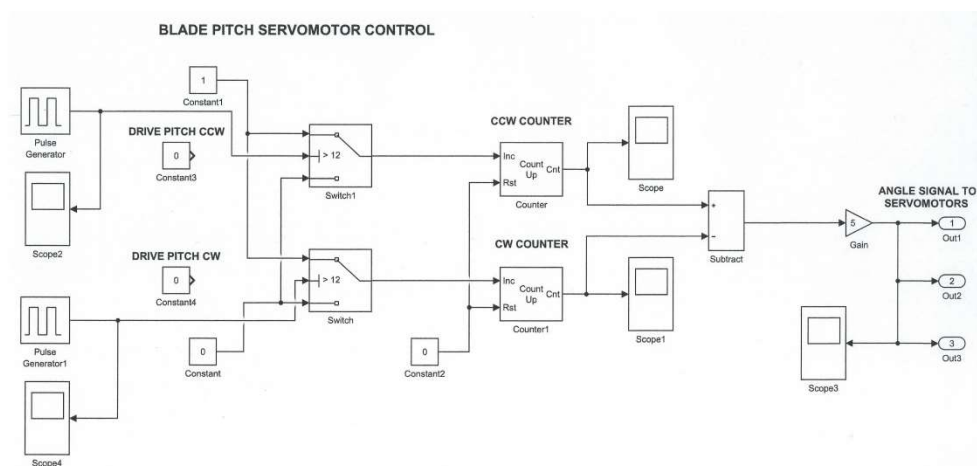 BLADE PITCH SERVOMOTOR CONTROL
1
Constant1
Pulse
Generator
DRIVE PITCH CCW
0
Constant3
> 12
Switch1
CCW COUNTER
Inc
Count
Up
Cnt
Rst
Counter
Scope
Scope2
+
−
Subtract
5
Gain
ANGLE SIGNAL TO
SERVOMOTORS
1
Out1
2
Out2
3
Out3
DRIVE PITCH CW
0
Constant4
> 12
Switch
CW COUNTER
Inc
Count
Up
Cnt
Rst
Counter1
Scope1
Pulse
Generator1
0
Constant
0
Constant2
Scope3
Scope4